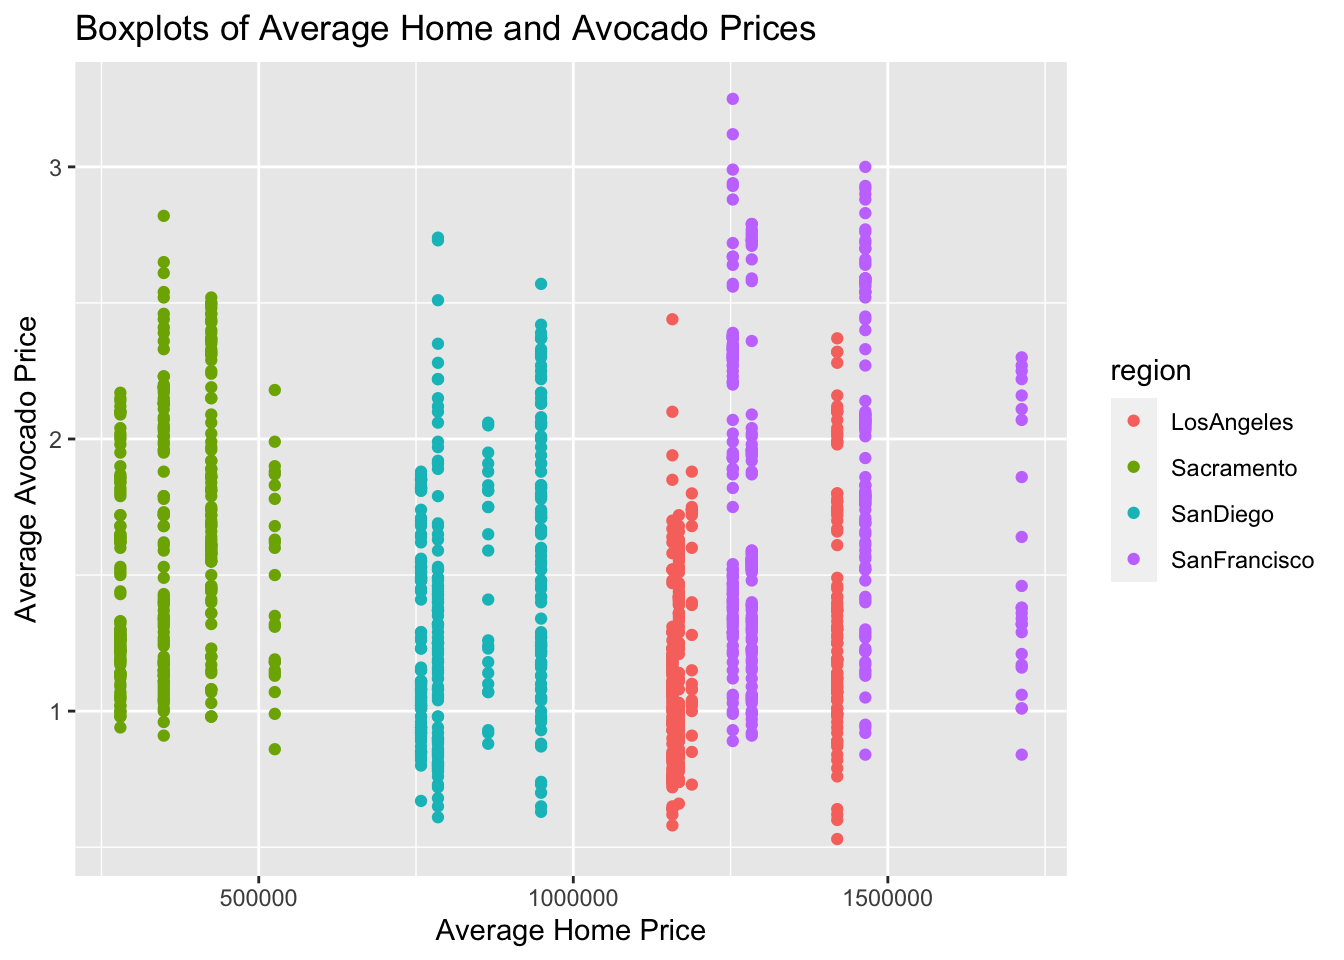 Boxplots of Average Home and Avocado Prices
Average Avocado Price
3
2
1
500000 1000000 1500000
Average Home Price
region
LosAngeles
Sacramento
SanDiego
SanFrancisco